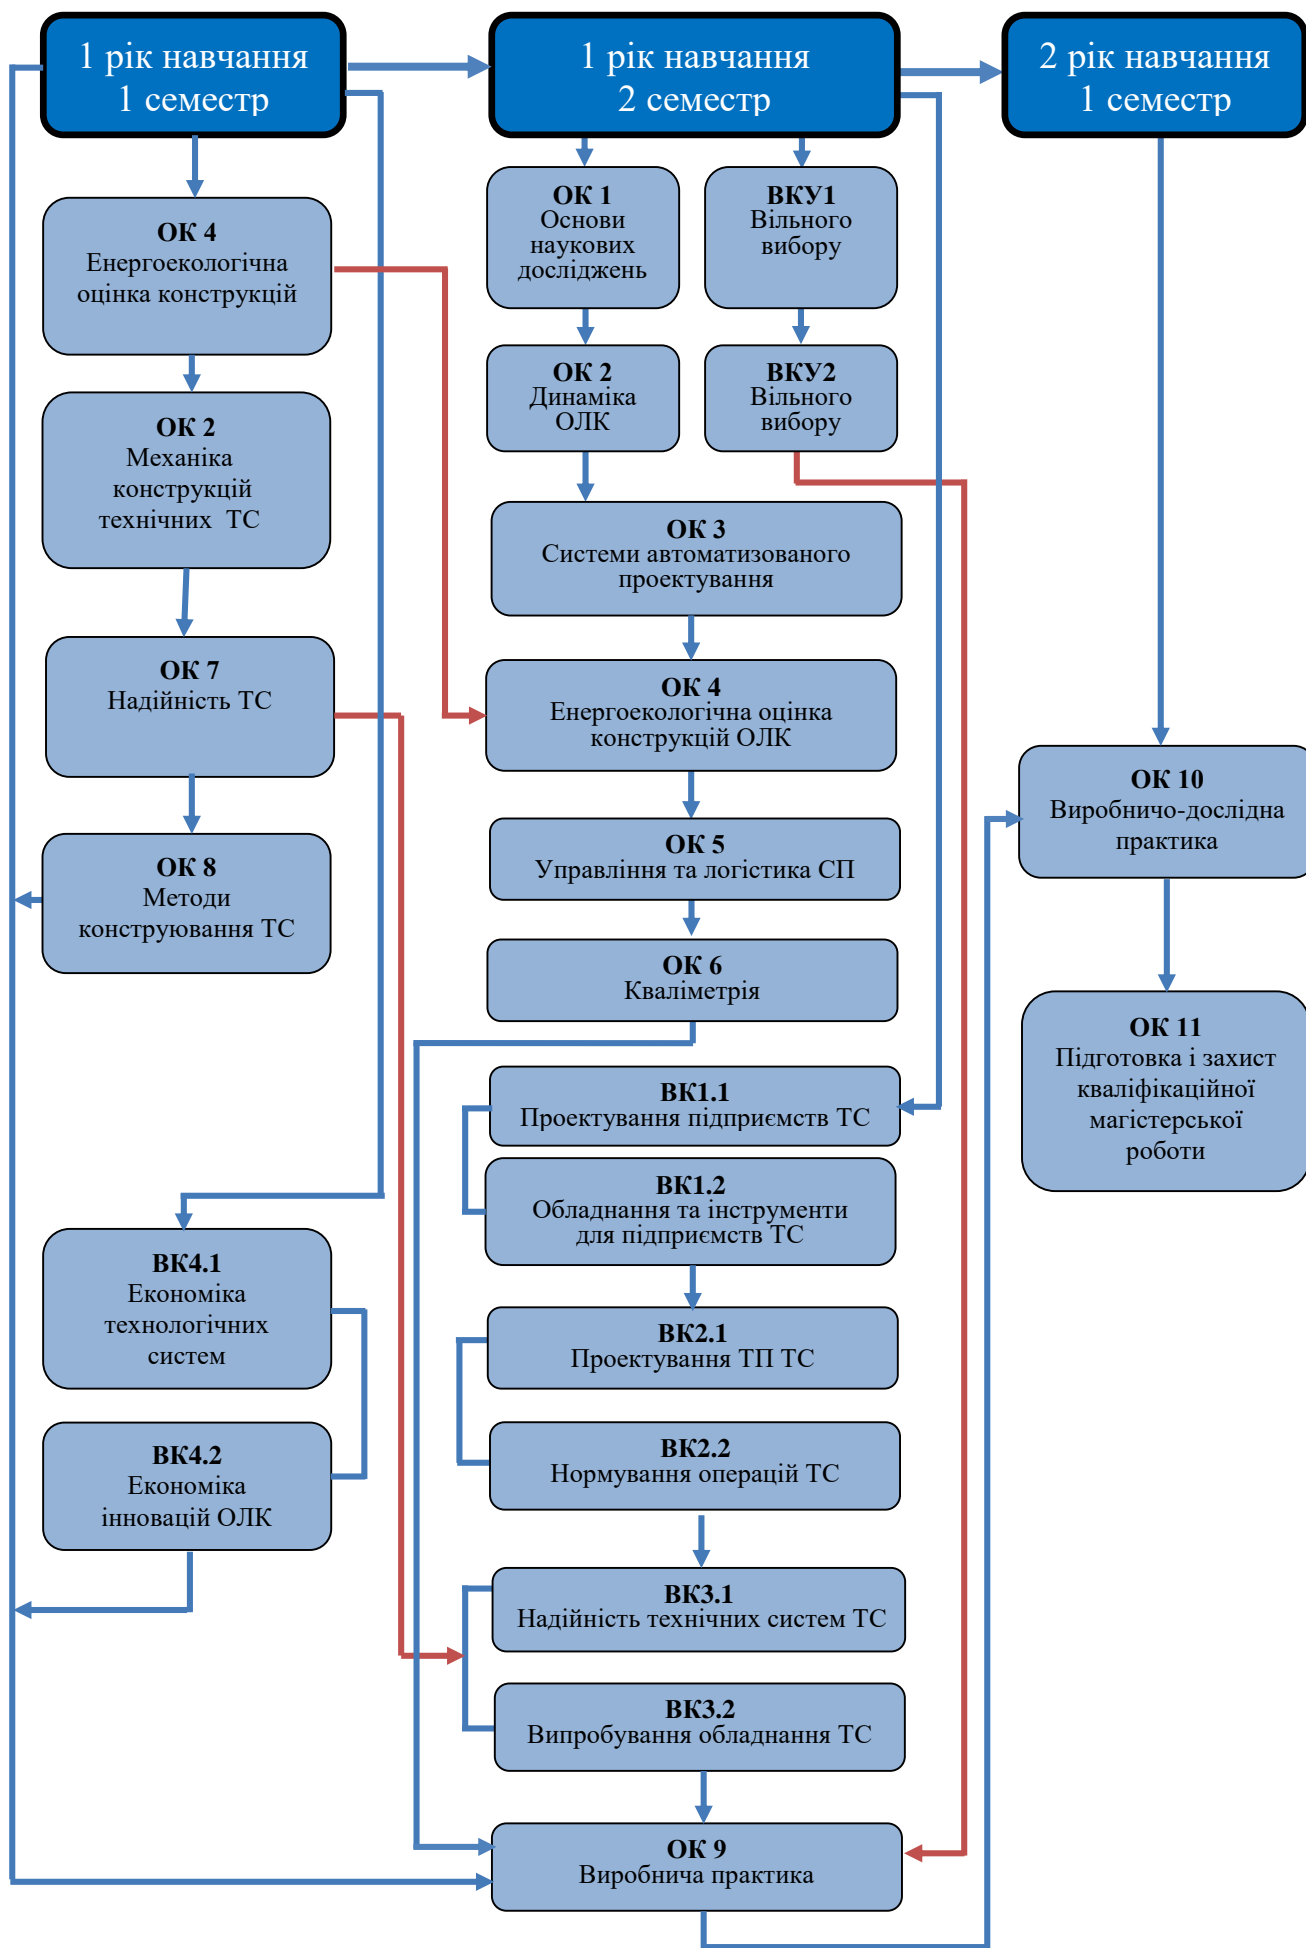 1 рік навчання
1 семестр
1 рік навчання
2 семестр
2 рік навчання
1 семестр
ОК 4
Енергоекологічна
оцінка конструкцій
ОК 2
Механіка
конструкцій
технічних ТС
ОК 7
Надійність ТС
ОК 8
Методи
конструювання ТС
ВК4.1
Економіка
технологічних
систем
ВК4.2
Економіка
інновацій ОЛК
ОК 1
Основи
наукових
досліджень
ВКУ1
Вільного
вибору
ОК 2
Динаміка
ОЛК
ВКУ2
Вільного
вибору
ОК 3
Системи автоматизованого
проектування
ОК 4
Енергоекологічна оцінка
конструкцій ОЛК
ОК 5
Управління та логістика СП
ОК 6
Кваліметрія
ВК1.1
Проектування підприємств ТС
ВК1.2
Обладнання та інструменти
для підприємств ТС
ВК2.1
Проектування ТП ТС
ВК2.2
Нормування операцій ТС
ВК3.1
Надійність технічних систем ТС
ВК3.2
Випробування обладнання ТС
ОК 9
Виробнича практика
ОК 10
Виробничо-дослідна
практика
ОК 11
Підготовка і захист
кваліфікаційної
магістерської
роботи